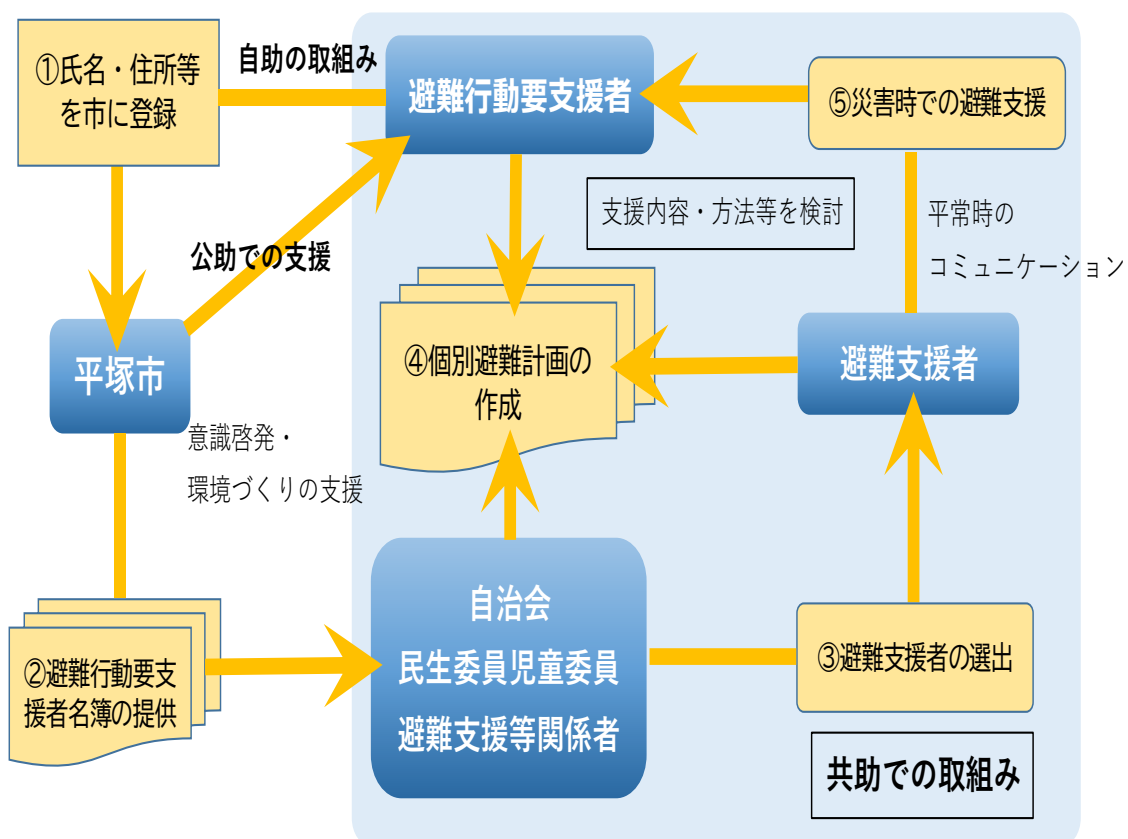 ①氏名・住所等
を市に登録
自助の取組み
避難行動要支援者
⑤災害時での避難支援
支援内容・方法等を検討
平常時の
コミュニケーション
公助での支援
平塚市
④個別避難計画の
作成
避難支援者
意識啓発・
環境づくりの支援
自治会
民生委員児童委員
避難支援等関係者
②避難行動要支
援者名簿の提供
③避難支援者の選出
共助での取組み